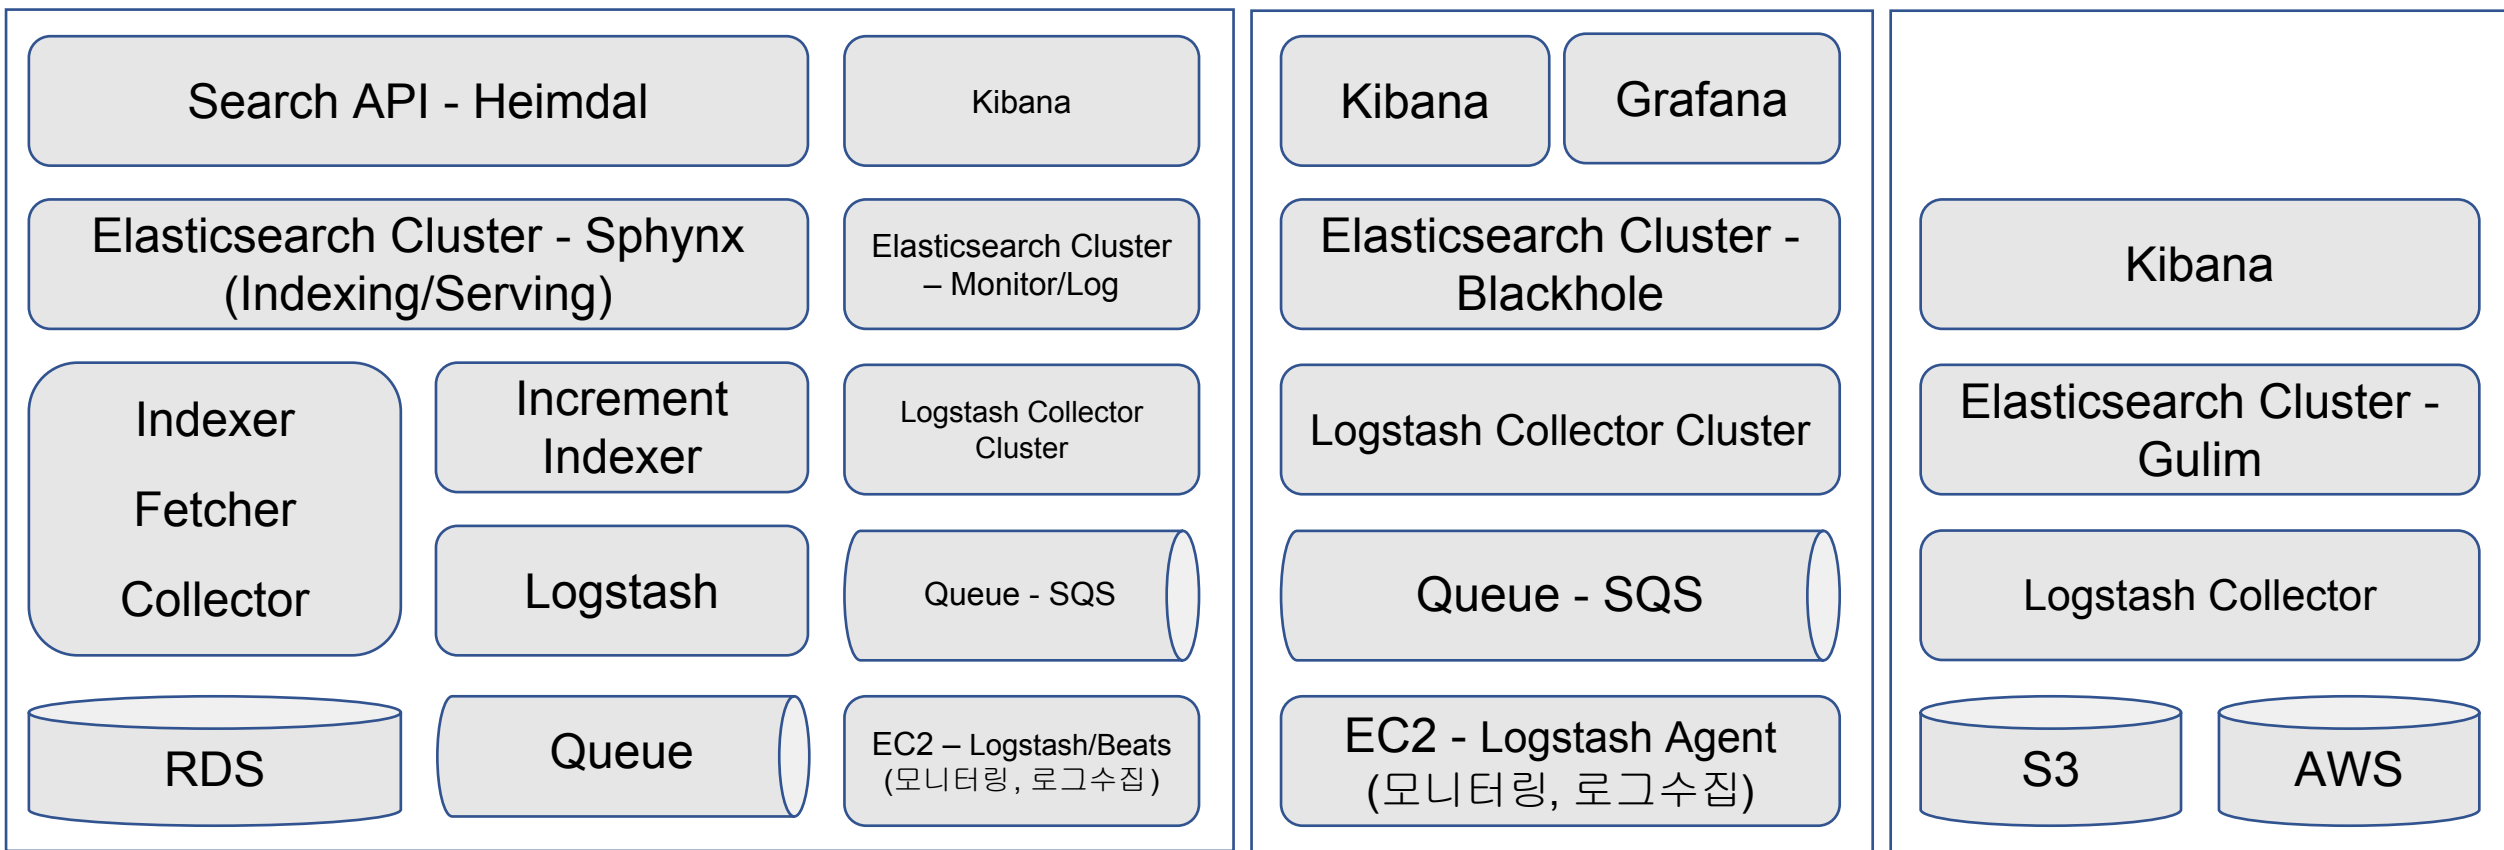 Search API - Heimdal
Kibana
Elasticsearch Cluster - Sphynx
(Indexing/Serving)
Elasticsearch Cluster
– Monitor/Log
Indexer
Fetcher
Collector
Increment
Indexer
Logstash Collector
Cluster
Logstash
Queue - SQS
RDS
Queue
EC2 – Logstash/Beats
(모니터링, 로그수집)
Kibana
Grafana
Elasticsearch Cluster -
Blackhole
Logstash Collector Cluster
Queue - SQS
EC2 - Logstash Agent
(모니터링, 로그수집)
Kibana
Elasticsearch Cluster -
Gulim
Logstash Collector
S3
AWS